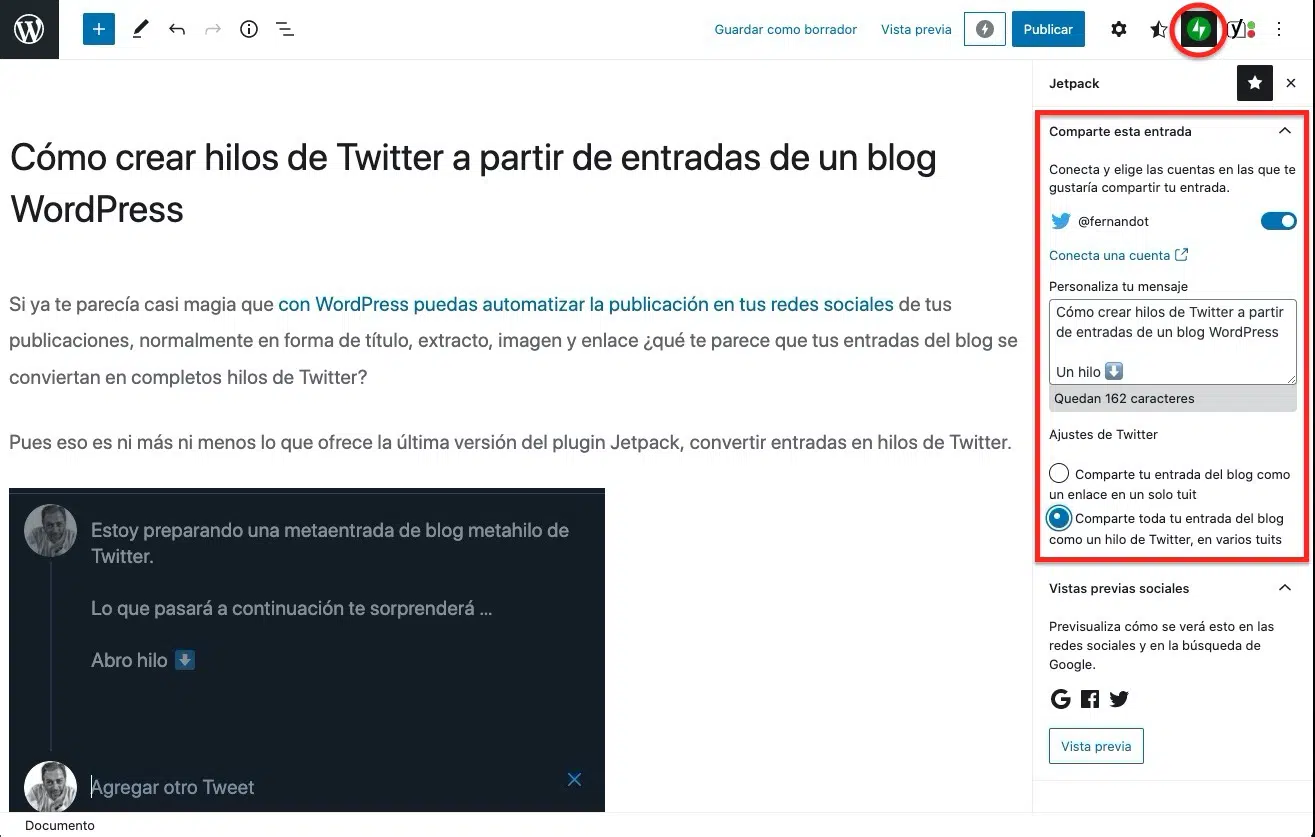 Guardar como borrador
Vista previa
Publicar
Cómo crear hilos de Twitter a partir de entradas de un blog
WordPress
Si ya te parecía casi magia que con WordPress puedas automatizar la publicación en tus redes sociales de tus
publicaciones, normalmente en forma de título, extracto, imagen y enlace ¿qué te parece que tus entradas del blog se
conviertan en completos hilos de Twitter?
Pues eso es ni más ni menos lo que ofrece la última versión del plugin Jetpack, convertir entradas en hilos de Twitter.
Estoy preparando una metaentrada de blog metahilo de
Twitter.
Lo que pasará a continuación te sorprenderá ...
Abro hilo ⬇️
Agregar otro Tweet
Documento
Jetpack
Comparte esta entrada
Conecta y elige las cuentas en las que te
gustaría compartir tu entrada.
@fernandot
Conecta una cuenta
Personaliza tu mensaje
Cómo crear hilos de Twitter a partir
de entradas de un blog WordPress
Un hilo ⬇️
Quedan 162 caracteres
Ajustes de Twitter
Comparte tu entrada del blog como
un enlace en un solo tuit
Comparte toda tu entrada del blog
como un hilo de Twitter, en varios tuits
Vistas previas sociales
Previsualiza cómo se verá esto en las
redes sociales y en la búsqueda de
Google.
Vista previa